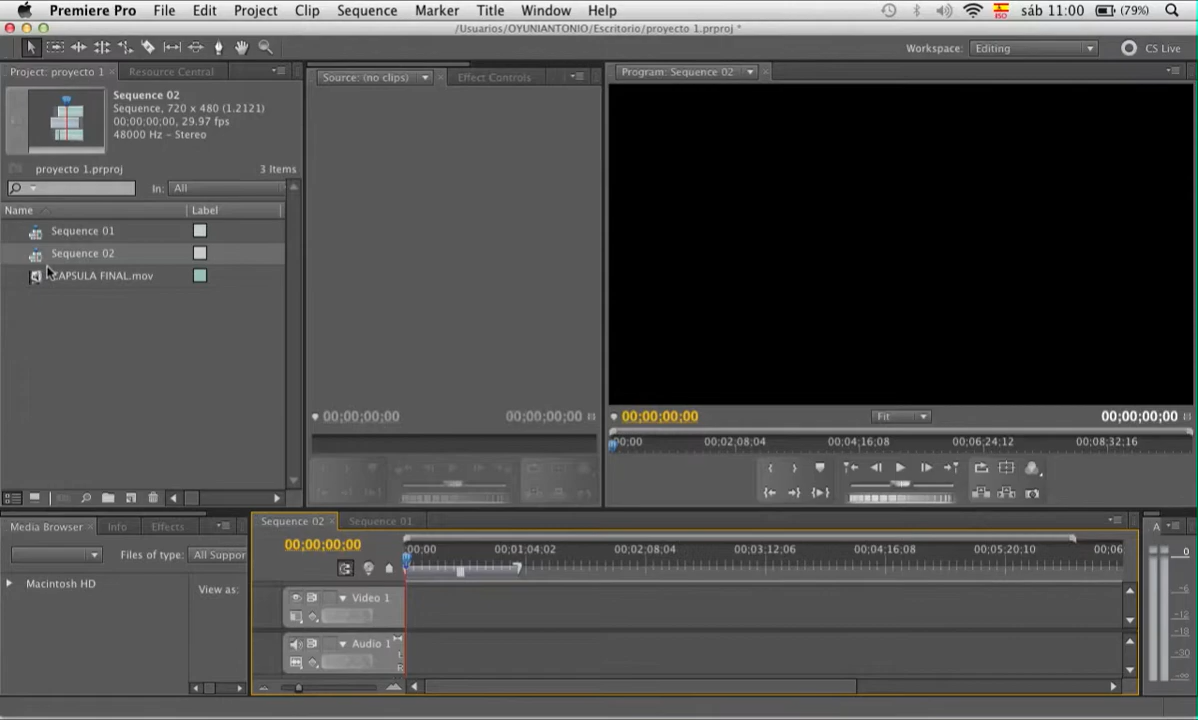 Premiere Pro File Edit Project Clip Sequence Marker Title Window Help ISO sáb 11:00 (79%)
/Usuarios/OYUNIANTONIO/Escritorio/proyecto 1.prproj *
Workspace: Editing CS Live
Project: proyecto 1 Resource Central
Source: (no clips) Effect Controls
Program: Sequence 02
Sequence 02
Sequence, 720 x 480 (1.2121)
00;00;00;00, 29.97 fps
48000 Hz – Stereo
proyecto 1.prproj 3 Items
In: All
Name Label
Sequence 01
Sequence 02
CAPSULA FINAL.mov
00;00;00;00 00;00;00;00
00;00;00;00 Fit 00;00;00;00
00;00 00;02;08;04 00;04;16;08 00;06;24;12 00;08;32;16
Media Browser Info Effects
Files of type: All Suppor
Macintosh HD
View as:
Sequence 02 Sequence 01
00;00;00;00
00;00 00;01;04;02 00;02;08;04 00;03;12;06 00;04;16;08 00;05;20;10 00;06
Video 1
Audio 1
L
R
A
0
-6
-12
-18
-30
-∞